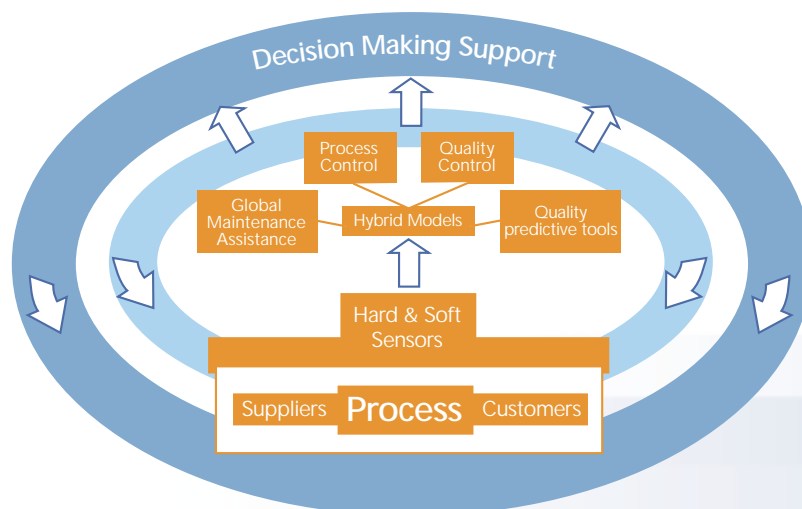 Decision Making Support
Process
Control
Quality
Control
Global
Maintenance
Assistance
Hybrid Models
Quality
predictive tools
Hard & Soft
Sensors
Suppliers
Process
Customers